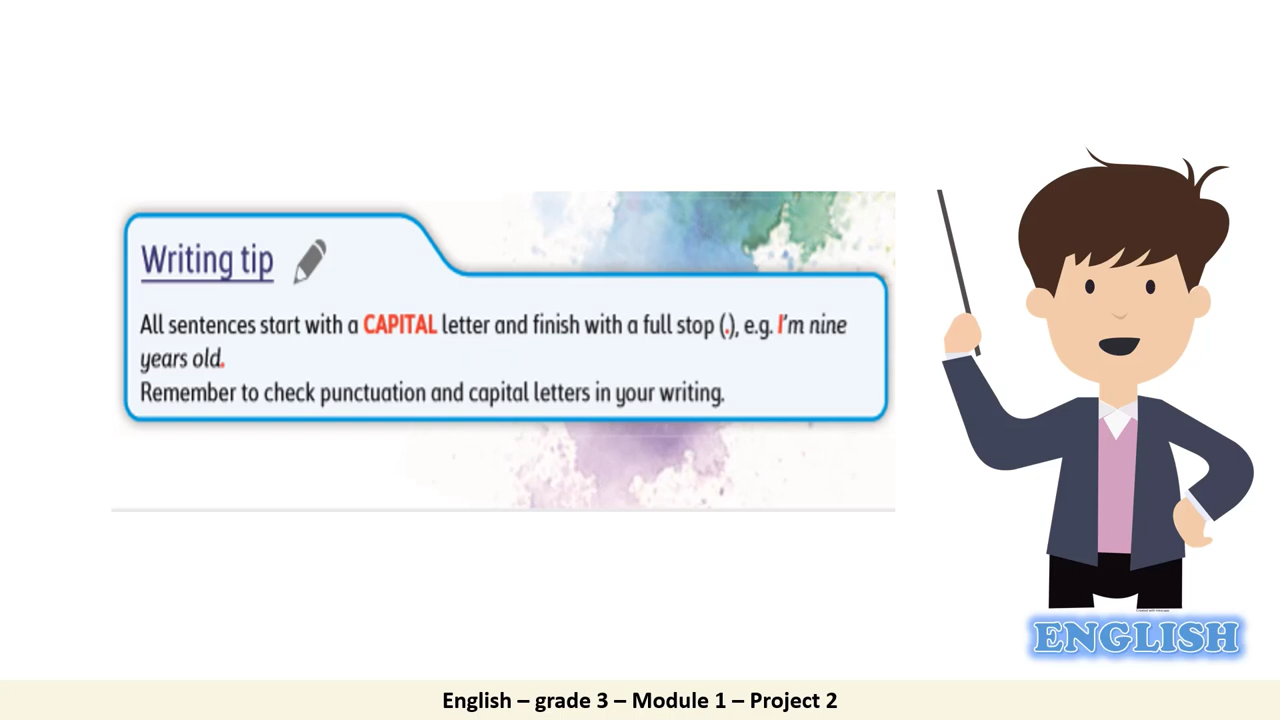 Writing tip
All sentences start with a CAPITAL letter and finish with a full stop (.), e.g. I'm nine
years old.
Remember to check punctuation and capital letters in your writing.
ENGLISH
English – grade 3 – Module 1 – Project 2